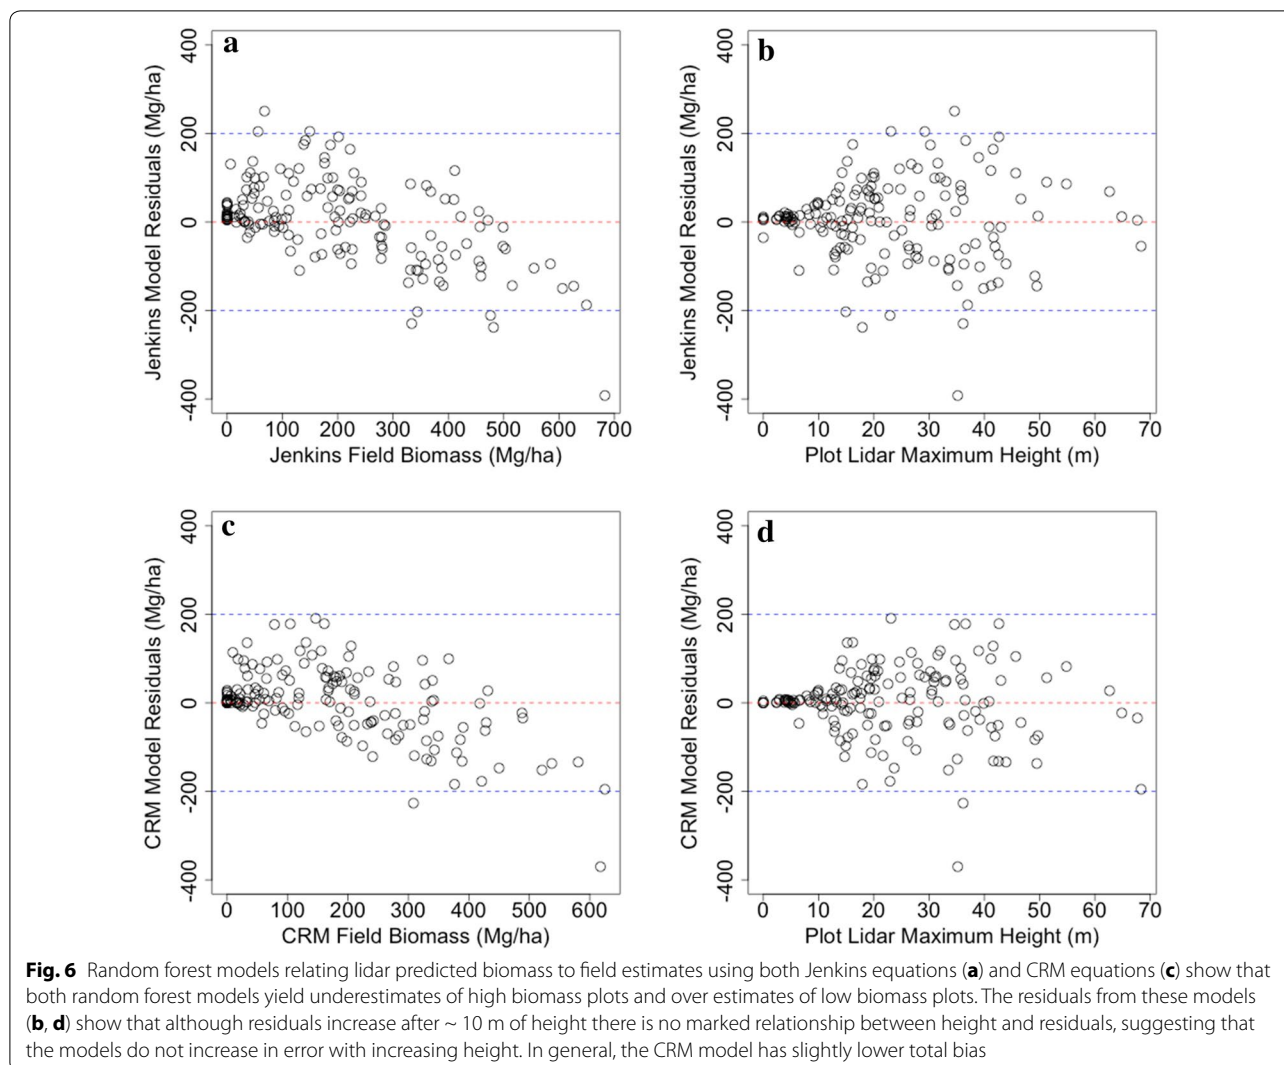 a
Jenkins Model Residuals (Mg/ha)
400
200
0
-200
-400
0 100 200 300 400 500 600 700
Jenkins Field Biomass (Mg/ha)
b
Jenkins Model Residuals (Mg/ha)
400
200
0
-200
-400
0 10 20 30 40 50 60 70
Plot Lidar Maximum Height (m)
c
CRM Model Residuals (Mg/ha)
400
200
0
-200
-400
0 100 200 300 400 500 600
CRM Field Biomass (Mg/ha)
d
CRM Model Residuals (Mg/ha)
400
200
0
-200
-400
0 10 20 30 40 50 60 70
Plot Lidar Maximum Height (m)
Fig. 6 Random forest models relating lidar predicted biomass to field estimates using both Jenkins equations (a) and CRM equations (c) show that
both random forest models yield underestimates of high biomass plots and over estimates of low biomass plots. The residuals from these models
(b, d) show that although residuals increase after ~ 10 m of height there is no marked relationship between height and residuals, suggesting that
the models do not increase in error with increasing height. In general, the CRM model has slightly lower total bias